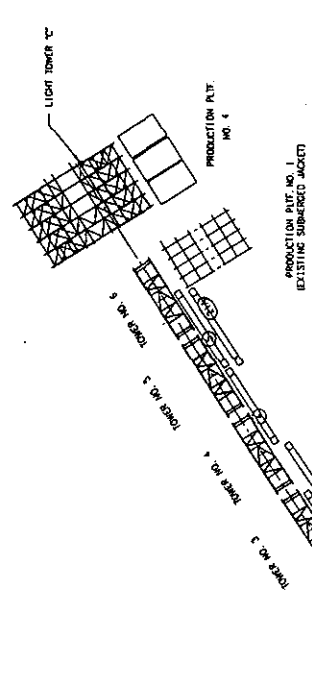 LIGHT TOWER "C"
PRODUCTION PLTF.
NO. 4
PRODUCTION PLTF. NO. 1
(EXISTING SUBMERGED JACKET)
TOWER NO. 6
TOWER NO. 3
TOWER NO. 4
TOWER NO. 3